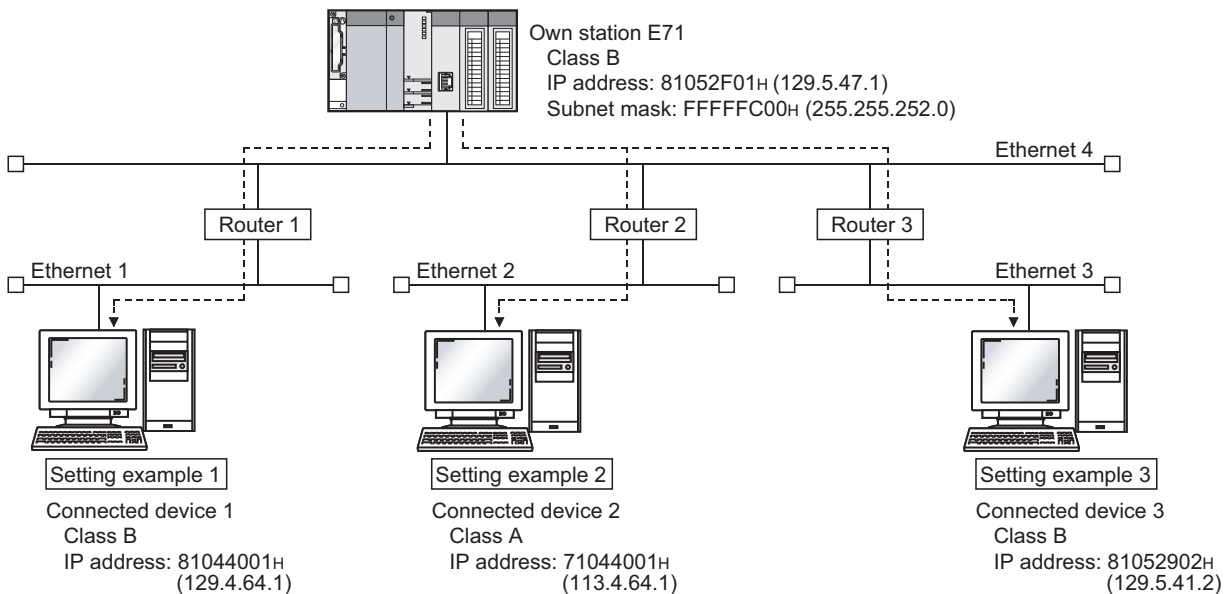 Own station E71
Class B
IP address: 81052F01H (129.5.47.1)
Subnet mask: FFFFFC00H (255.255.252.0)
Ethernet 4
Router 1
Router 2
Router 3
Ethernet 1
Ethernet 2
Ethernet 3
Setting example 1
Connected device 1
Class B
IP address: 81044001H
(129.4.64.1)
Setting example 2
Connected device 2
Class A
IP address: 71044001H
(113.4.64.1)
Setting example 3
Connected device 3
Class B
IP address: 81052902H
(129.5.41.2)